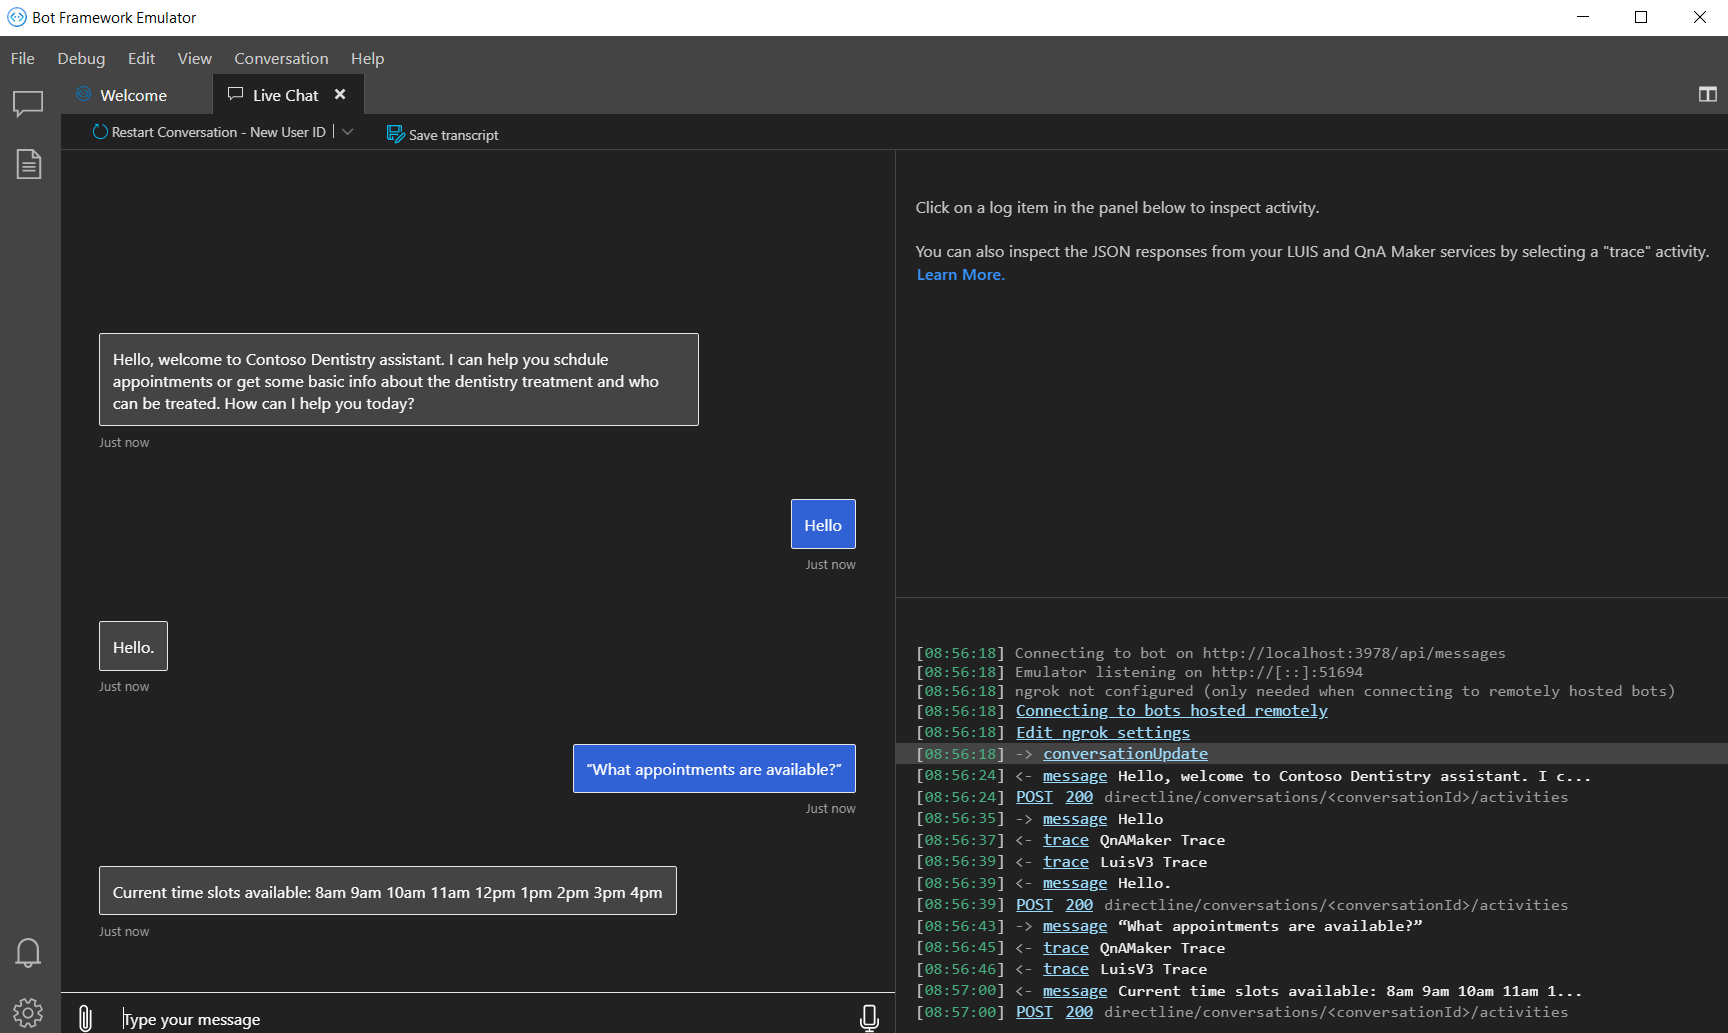 Bot Framework Emulator
File Debug Edit View Conversation Help
Welcome
Live Chat
Restart Conversation - New User ID
Save transcript
Hello, welcome to Contoso Dentistry assistant. I can help you schdule
appointments or get some basic info about the dentistry treatment and who
can be treated. How can I help you today?
Just now
Hello
Just now
Hello.
Just now
“What appointments are available?”
Just now
Current time slots available: 8am 9am 10am 11am 12pm 1pm 2pm 3pm 4pm
Just now
Type your message
Click on a log item in the panel below to inspect activity.
You can also inspect the JSON responses from your LUIS and QnA Maker services by selecting a "trace" activity.
Learn More.
[08:56:18] Connecting to bot on http://localhost:3978/api/messages
[08:56:18] Emulator listening on http://[::]:51694
[08:56:18] ngrok not configured (only needed when connecting to remotely hosted bots)
[08:56:18] Connecting to bots hosted remotely
[08:56:18] Edit ngrok settings
[08:56:18] -> conversationUpdate
[08:56:24] <- message Hello, welcome to Contoso Dentistry assistant. I c...
[08:56:24] POST 200 directline/conversations/<conversationId>/activities
[08:56:35] -> message Hello
[08:56:37] <- trace QnAMaker Trace
[08:56:39] <- trace LuisV3 Trace
[08:56:39] <- message Hello.
[08:56:39] POST 200 directline/conversations/<conversationId>/activities
[08:56:43] -> message “What appointments are available?”
[08:56:45] <- trace QnAMaker Trace
[08:56:46] <- trace LuisV3 Trace
[08:57:00] <- message Current time slots available: 8am 9am 10am 11am 1...
[08:57:00] POST 200 directline/conversations/<conversationId>/activities